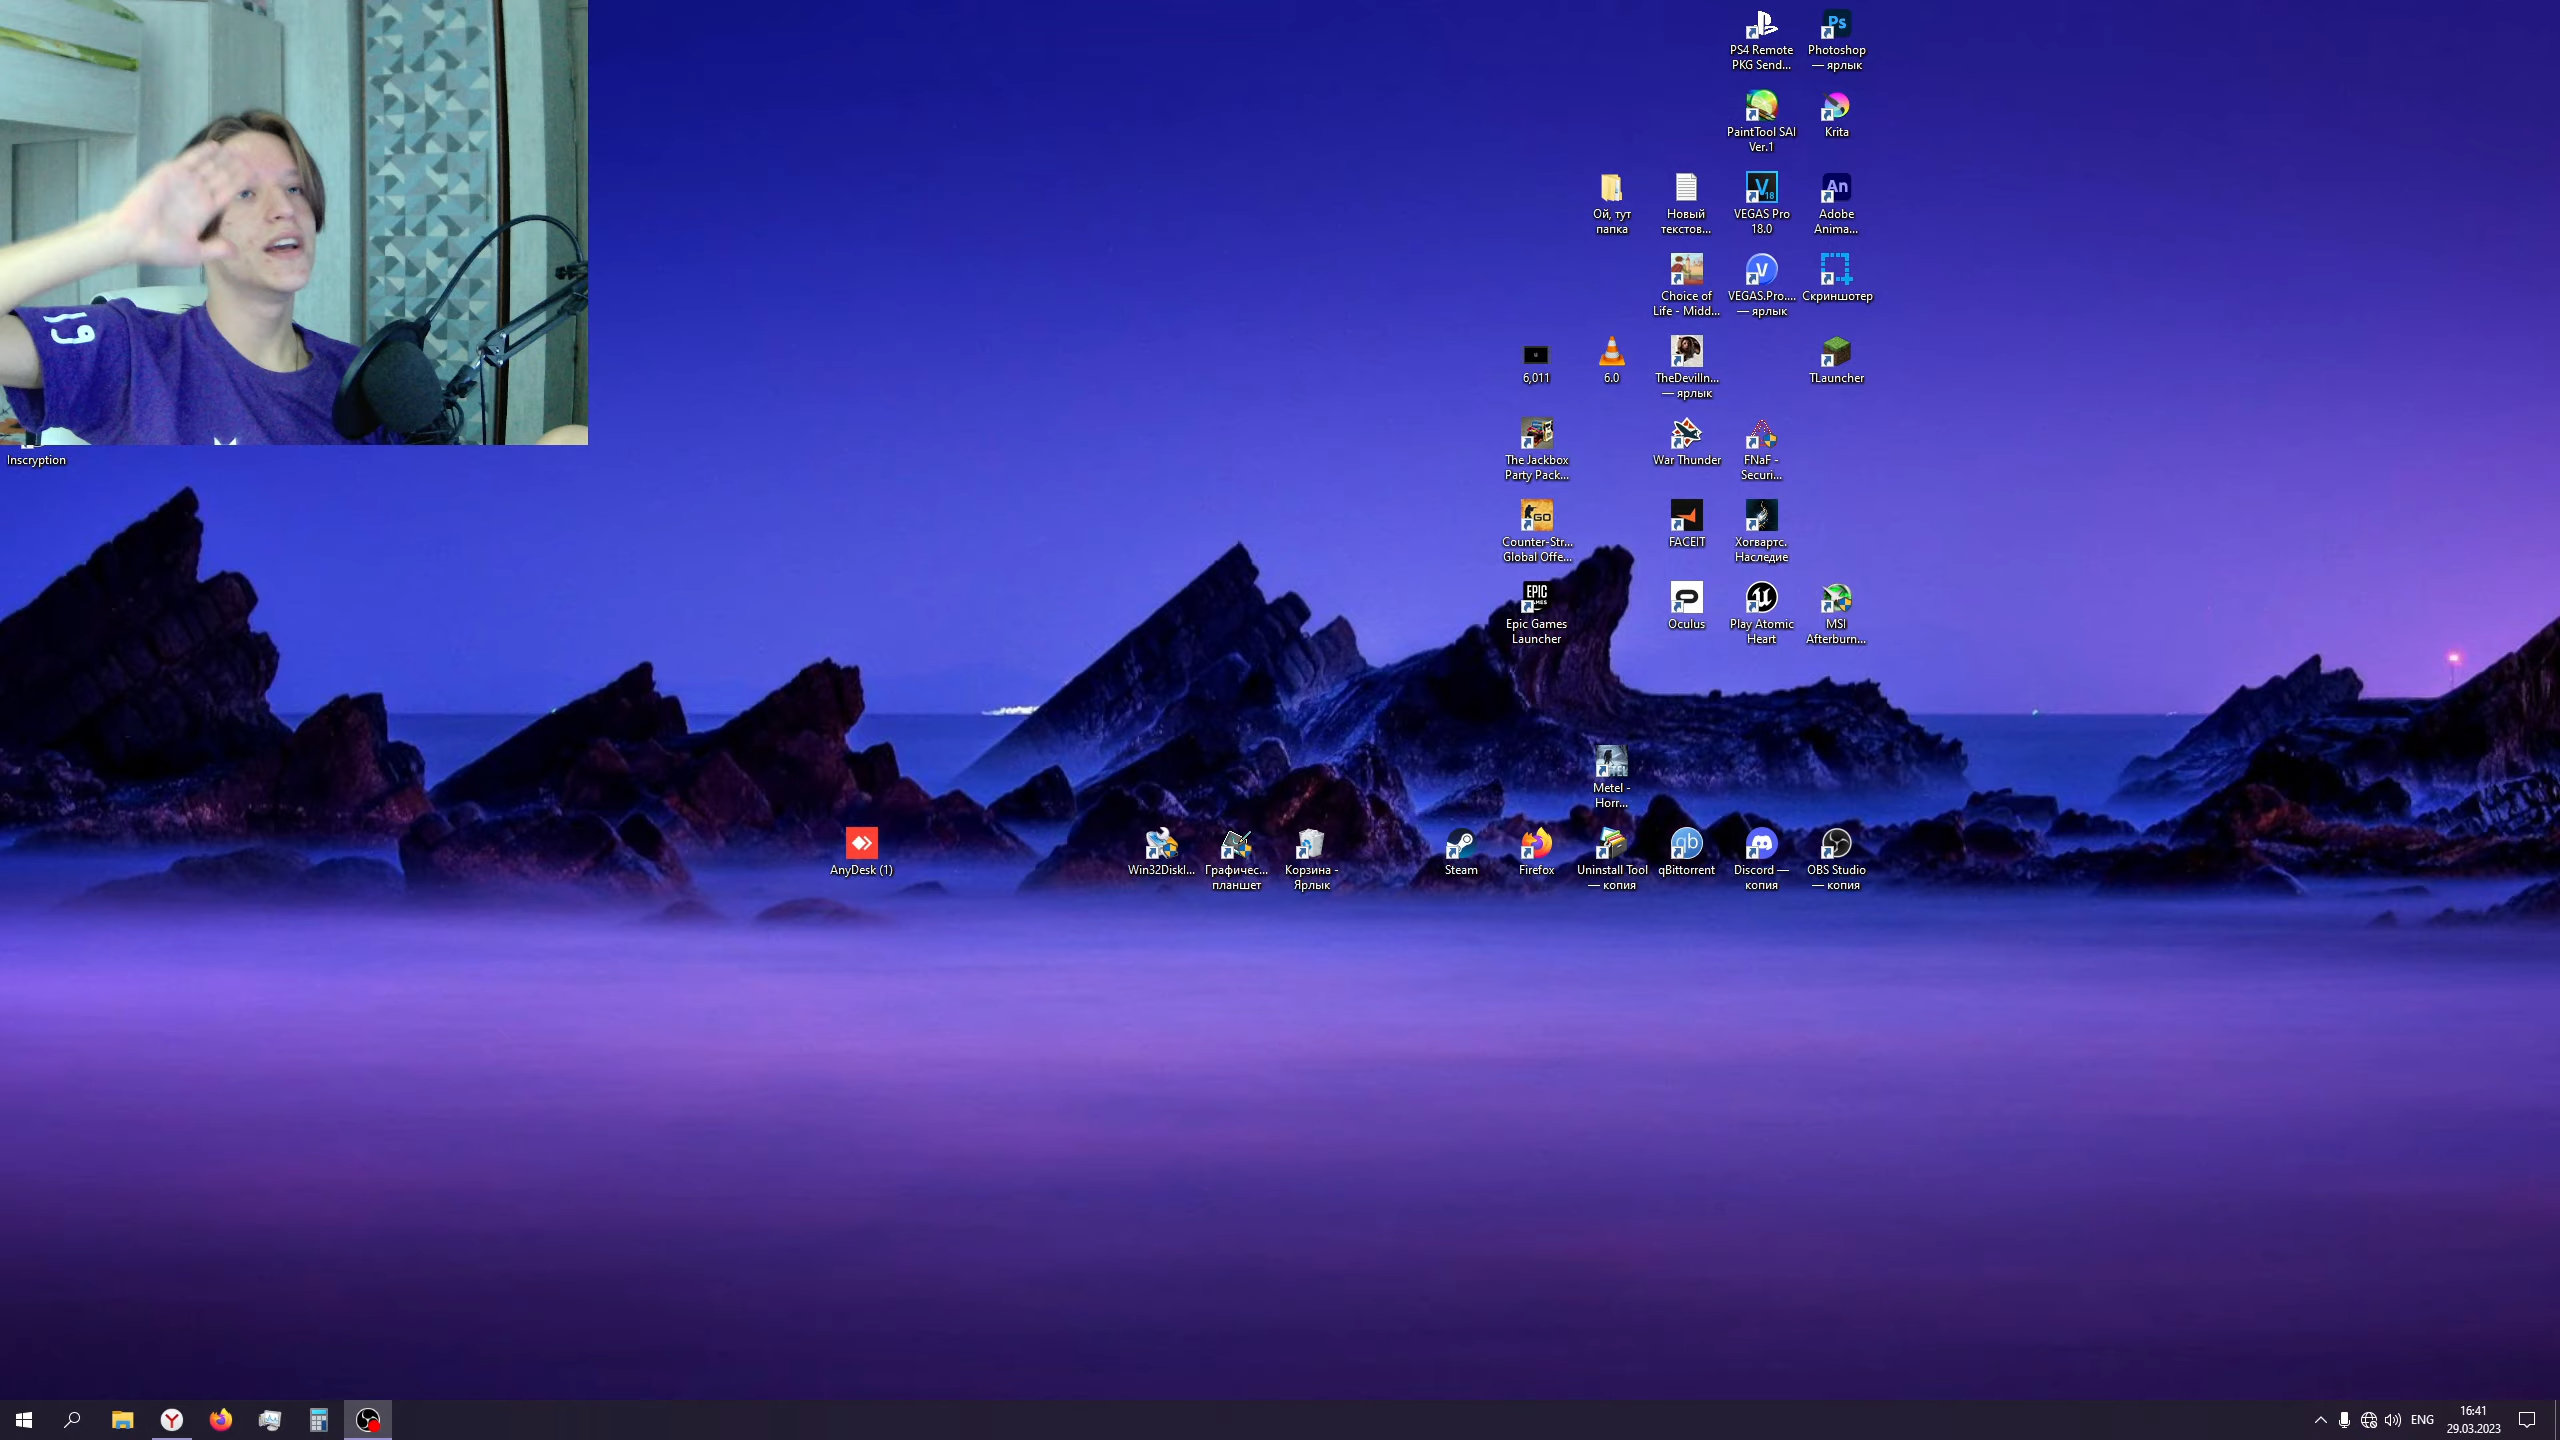 PS4 Remote
PKG Send...
Photoshop
— ярлык
PaintTool SAI
Ver.1
Krita
Ой, тут
папка
Новый
текстов...
VEGAS Pro
18.0
Adobe
Anima...
Choice of
Life - Midd...
VEGAS.Pro....
— ярлык
Скриншотер
6,011
6.0
TheDevilIn...
— ярлык
TLauncher
Inscryption
The Jackbox
Party Pack...
War Thunder
FNaF -
Securi...
Counter-Str...
Global Offe...
FACEIT
Хогвартс.
Наследие
Epic Games
Launcher
Oculus
Play Atomic
Heart
MSI
Afterburn...
Metel -
Horr...
AnyDesk (1)
Win32DiskI...
Графичес...
планшет
Корзина -
Ярлык
Steam
Firefox
Uninstall Tool
— копия
qBittorrent
Discord —
копия
OBS Studio
— копия
ENG
16:41
29.03.2023
19